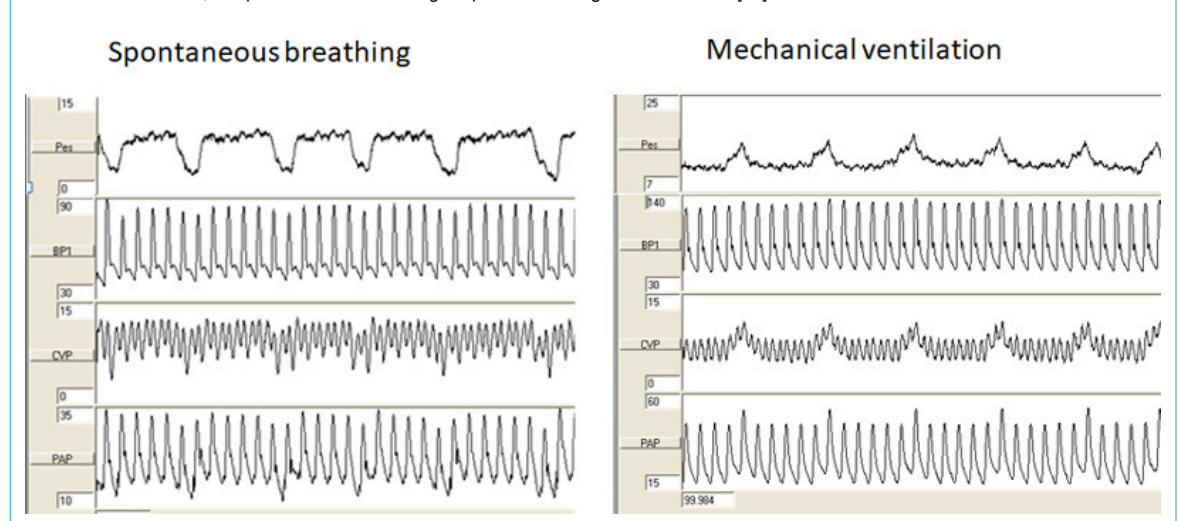 Spontaneous breathing
Mechanical ventilation
15
Pes
0
90
BP1
30
15
CVP
0
35
PAP
10
25
Pes
7
140
BP1
30
15
CVP
0
60
PAP
15
99.984